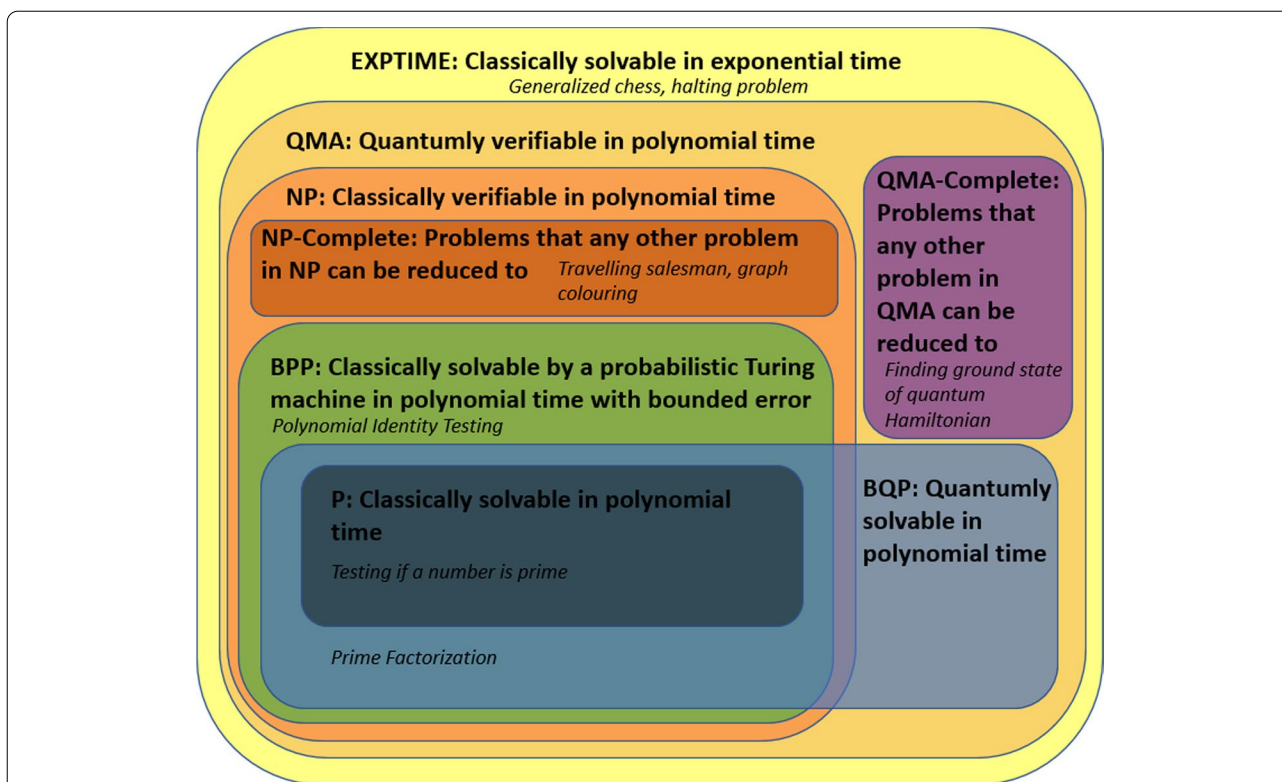 EXPTIME: Classically solvable in exponential time
Generalized chess, halting problem
QMA: Quantumly verifiable in polynomial time
NP: Classically verifiable in polynomial time
NP-Complete: Problems that any other problem
in NP can be reduced to
Travelling salesman, graph
colouring
QMA-Complete:
Problems that
any other
problem in
QMA can be
reduced to
Finding ground state
of quantum
Hamiltonian
BPP: Classically solvable by a probabilistic Turing
machine in polynomial time with bounded error
Polynomial Identity Testing
P: Classically solvable in polynomial
time
Testing if a number is prime
Prime Factorization
BQP: Quantumly
solvable in
polynomial time